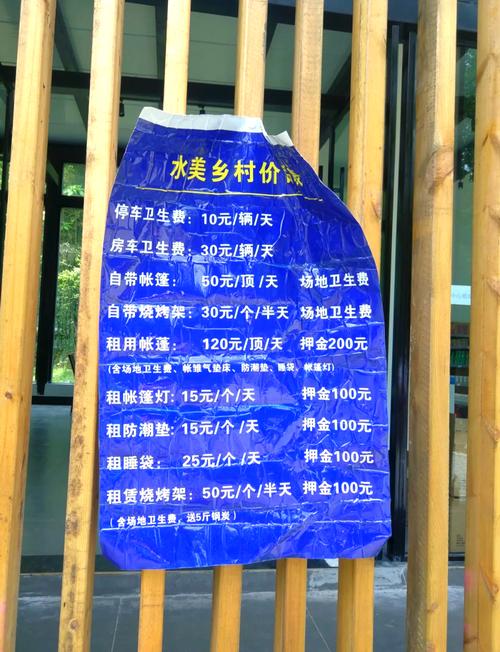 水美乡村价
停车卫生费：10元/辆/天
房车卫生费：30元/辆/天
自带帐篷： 50元/顶/天 场地卫生费
自带烧烤架：30元/个/半天 场地卫生费
租用帐篷： 120元/顶/天 押金200元
(含场地卫生费、帐篷气垫床、防潮垫、睡袋、帐篷灯)
租帐篷灯：15元/个/天 押金100元
租防潮垫：15元/个/天 押金100元
租睡袋： 25元/个/天 押金100元
租赁烧烤架：50元/个/半天 押金100元
(含场地卫生费，送5斤钢炭)